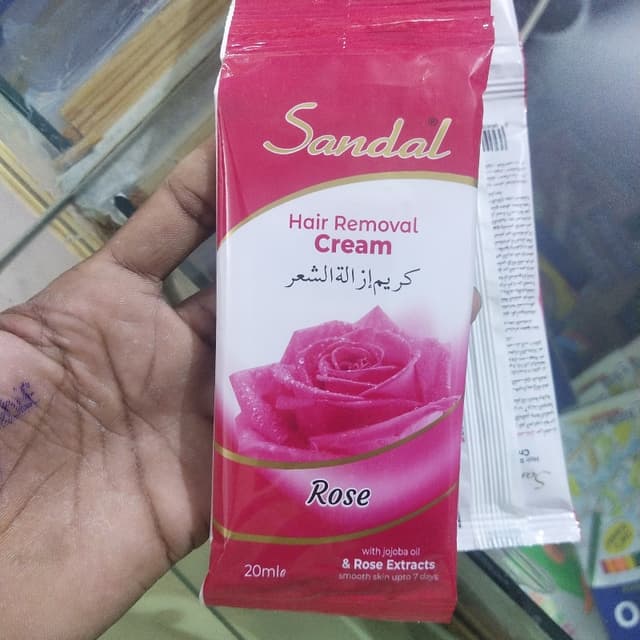 Sandal®
Hair Removal
Cream
كريم إزالة الشعر
Rose
with jojoba oil
& Rose Extracts
smooth skin upto 7 days
20ml℮